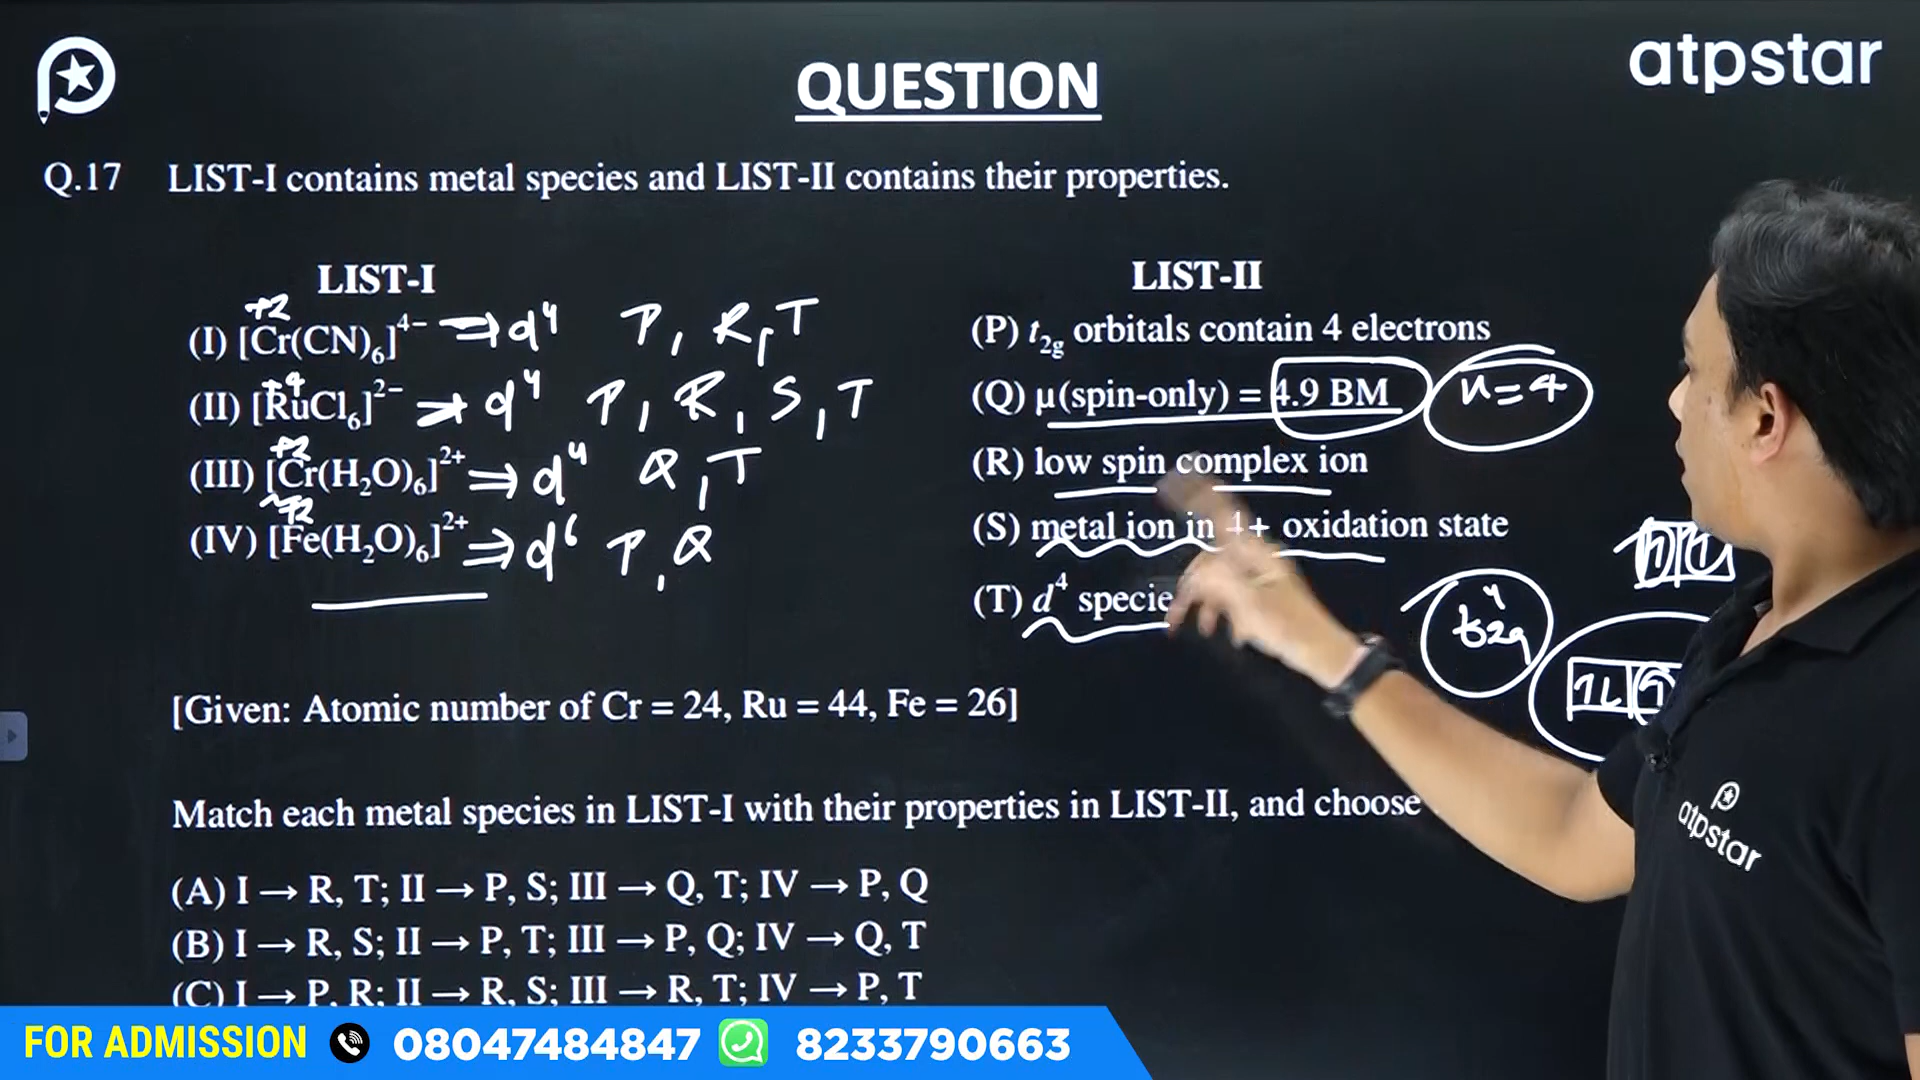 QUESTION
atpstar
Q.17 LIST-I contains metal species and LIST-II contains their properties.
LIST-I
+2
(I) [Cr(CN)₆]⁴⁻ ⇒ d⁴ P, R, T
+4
(II) [RuCl₆]²⁻ ⇒ d⁴ P, R, S, T
+2
(III) [Cr(H₂O)₆]²⁺ ⇒ d⁴ Q, T
+2
(IV) [Fe(H₂O)₆]²⁺ ⇒ d⁶ P, Q
LIST-II
(P) t₂g orbitals contain 4 electrons
(Q) μ(spin-only) = 4.9 BM n=4
(R) low spin complex ion
(S) metal ion in 4+ oxidation state
(T) d⁴ specie
t₂g⁴
[Given: Atomic number of Cr = 24, Ru = 44, Fe = 26]
Match each metal species in LIST-I with their properties in LIST-II, and choose
(A) I → R, T; II → P, S; III → Q, T; IV → P, Q
(B) I → R, S; II → P, T; III → P, Q; IV → Q, T
(C) I → P, R; II → R, S; III → R, T; IV → P, T
atpstar
FOR ADMISSION 08047484847 8233790663